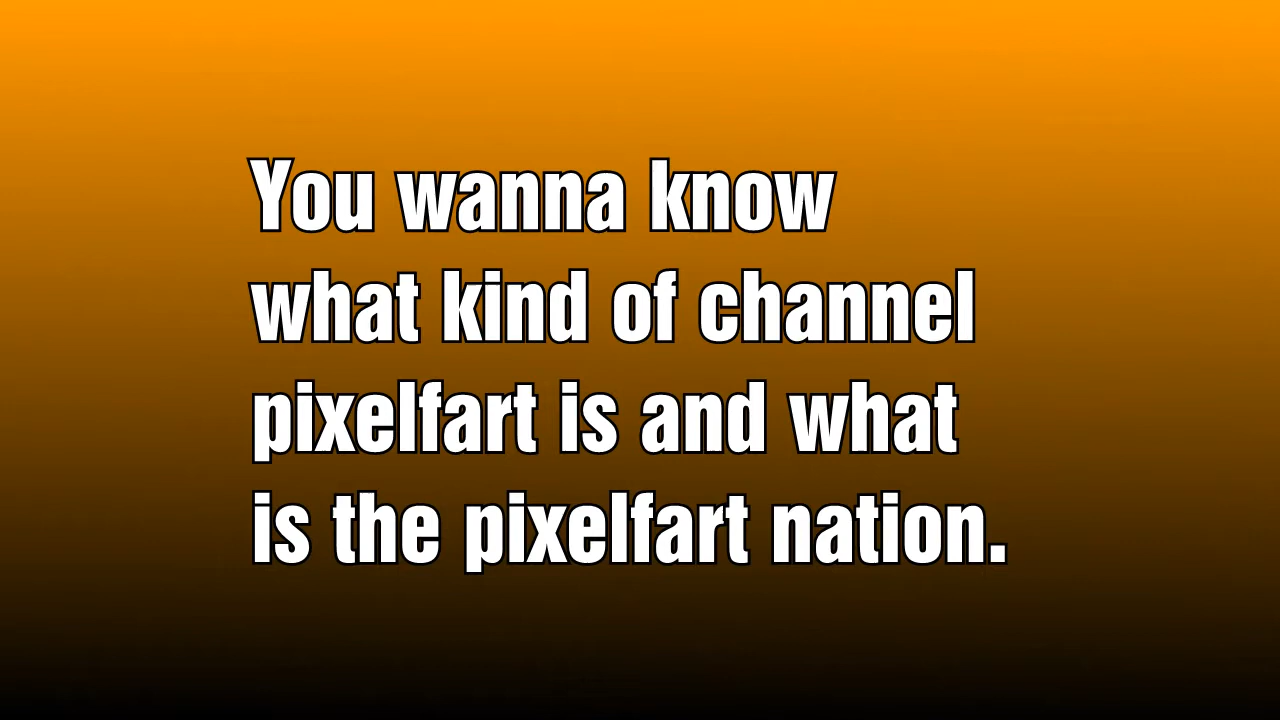 You wanna know
what kind of channel
pixelfart is and what
is the pixelfart nation.